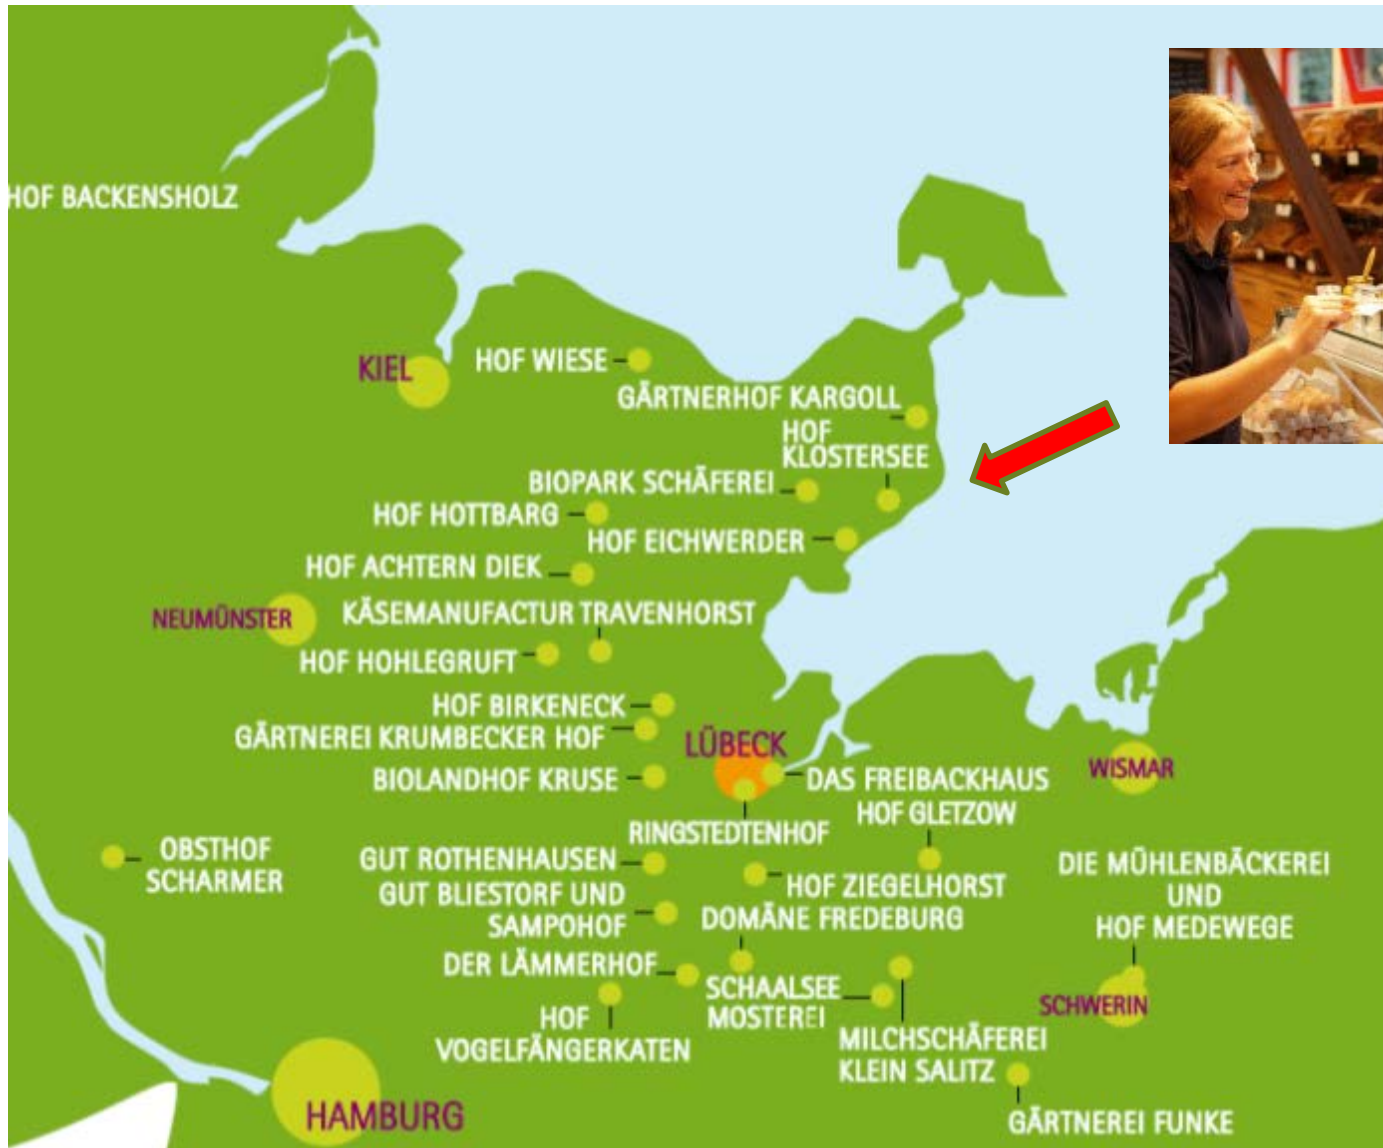 HOF BACKENSHOLZ
KIEL
HOF WIESE
GÄRTNERHOF KARGOLL
HOF
KLOSTERSEE
BIOPARK SCHÄFEREI
HOF HOTTBARG
HOF EICHWERDER
HOF ACHTERN DIEK
NEUMÜNSTER
KÄSEMANUFACTUR TRAVENHORST
HOF HOHLEGRUFT
HOF BIRKENECK
GÄRTNEREI KRUMBECKER HOF
LÜBECK
BIOLANDHOF KRUSE
DAS FREIBACKHAUS
WISMAR
HOF GLETZOW
RINGSTEDTENHOF
OBSTHOF
SCHARMER
GUT ROTHENHAUSEN
HOF ZIEGELHORST
DIE MÜHLENBÄCKEREI
UND
HOF MEDEWEGE
GUT BLIESTORF UND
SAMPOHOF
DOMÄNE FREDEBURG
DER LÄMMERHOF
SCHAALSEE
MOSTEREI
SCHWERIN
HOF
VOGELFÄNGERKATEN
MILCHSCHÄFEREI
KLEIN SALITZ
HAMBURG
GÄRTNEREI FUNKE